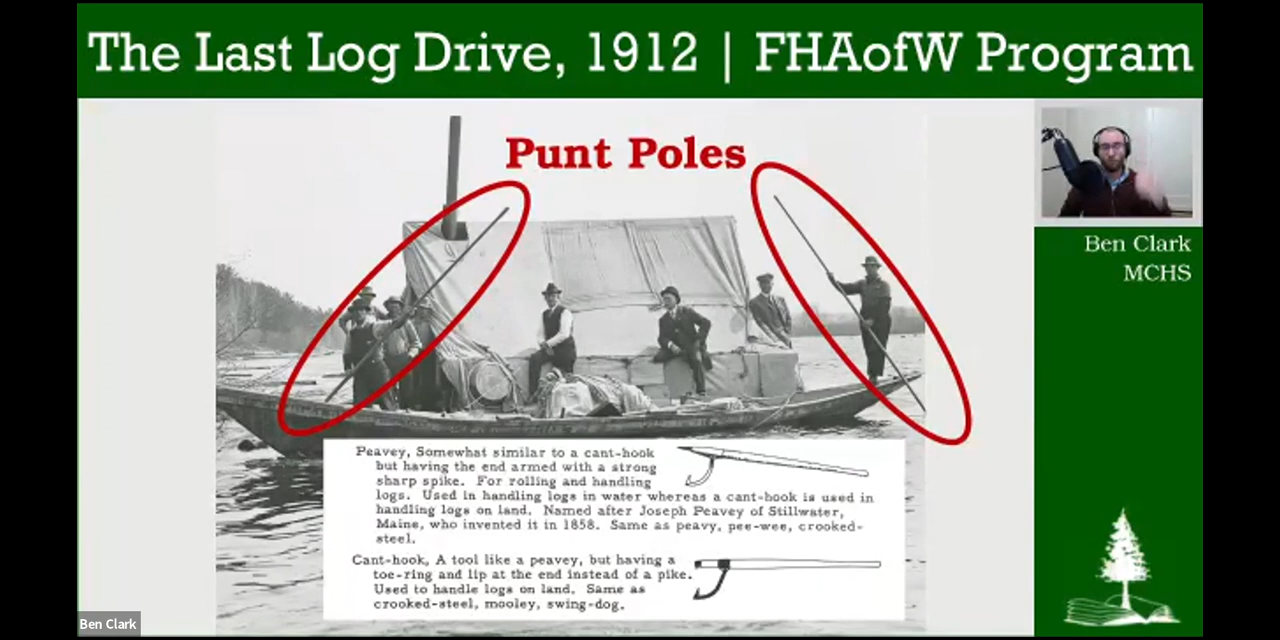 The Last Log Drive, 1912 | FHAofW Program
Punt Poles
Ben Clark
MCHS
Peavey, Somewhat similar to a cant-hook
but having the end armed with a strong
sharp spike. For rolling and handling
logs. Used in handling logs in water whereas a cant-hook is used in
handling logs on land. Named after Joseph Peavey of Stillwater,
Maine, who invented it in 1858. Same as peavy, pee-wee, crooked-
steel.
Cant-hook, A tool like a peavey, but having a
toe-ring and lip at the end instead of a pike.
Used to handle logs on land. Same as
crooked-steel, mooley, swing-dog.
Ben Clark